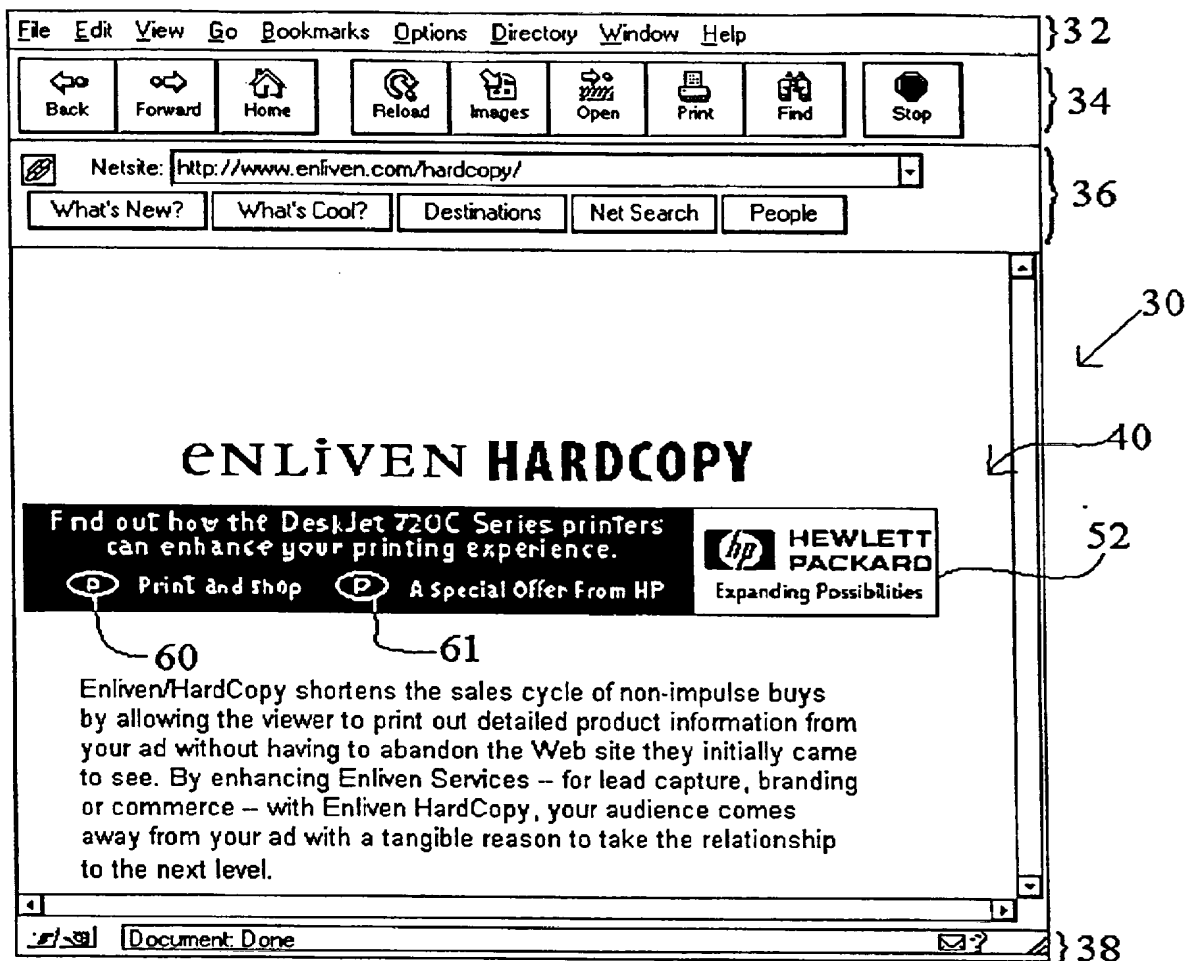 File Edit View Go Bookmarks Options Directory Window Help }32
Back Forward Home Reload Images Open Print Find Stop }34
Netsite: http://www.enliven.com/hardcopy/
What's New? What's Cool? Destinations Net Search People }36
30
40
eNLiVEN HARDCOPY
Find out how the DeskJet 720C Series printers
can enhance your printing experience.
Print and Shop P A Special Offer From HP
hp HEWLETT
PACKARD
Expanding Possibilities
52
60 61
Enliven/HardCopy shortens the sales cycle of non-impulse buys
by allowing the viewer to print out detailed product information from
your ad without having to abandon the Web site they initially came
to see. By enhancing Enliven Services – for lead capture, branding
or commerce – with Enliven HardCopy, your audience comes
away from your ad with a tangible reason to take the relationship
to the next level.
Document: Done }38